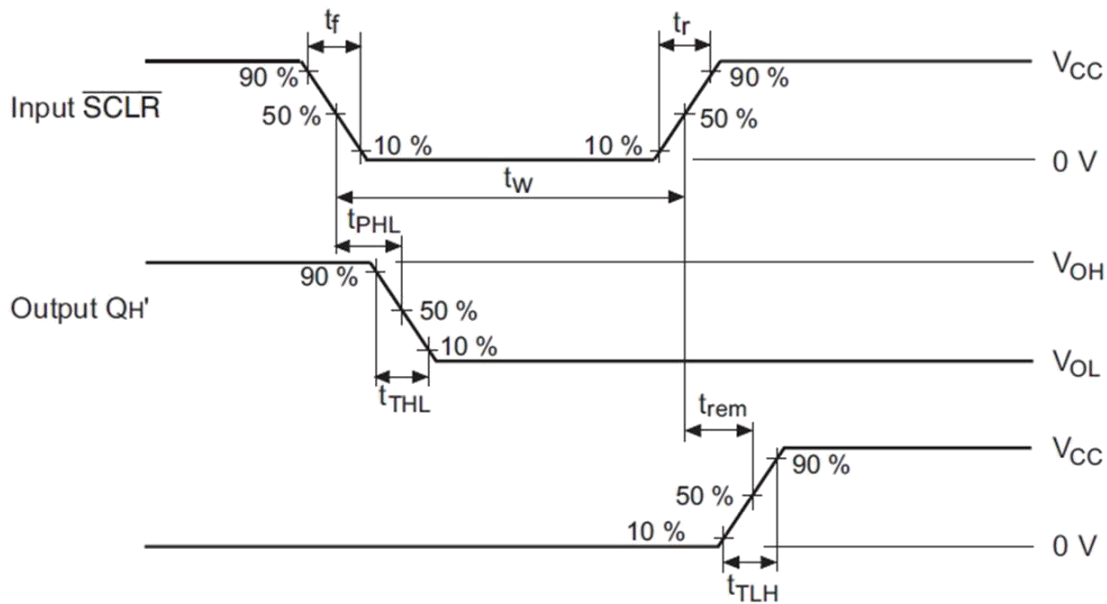 tf
tr
90 %
90 %
VCC
Input SCLR
50 %
50 %
10 %
10 %
0 V
tW
tPHL
90 %
VOH
Output QH'
50 %
10 %
VOL
tTHL
trem
VCC
90 %
50 %
10 %
0 V
tTLH